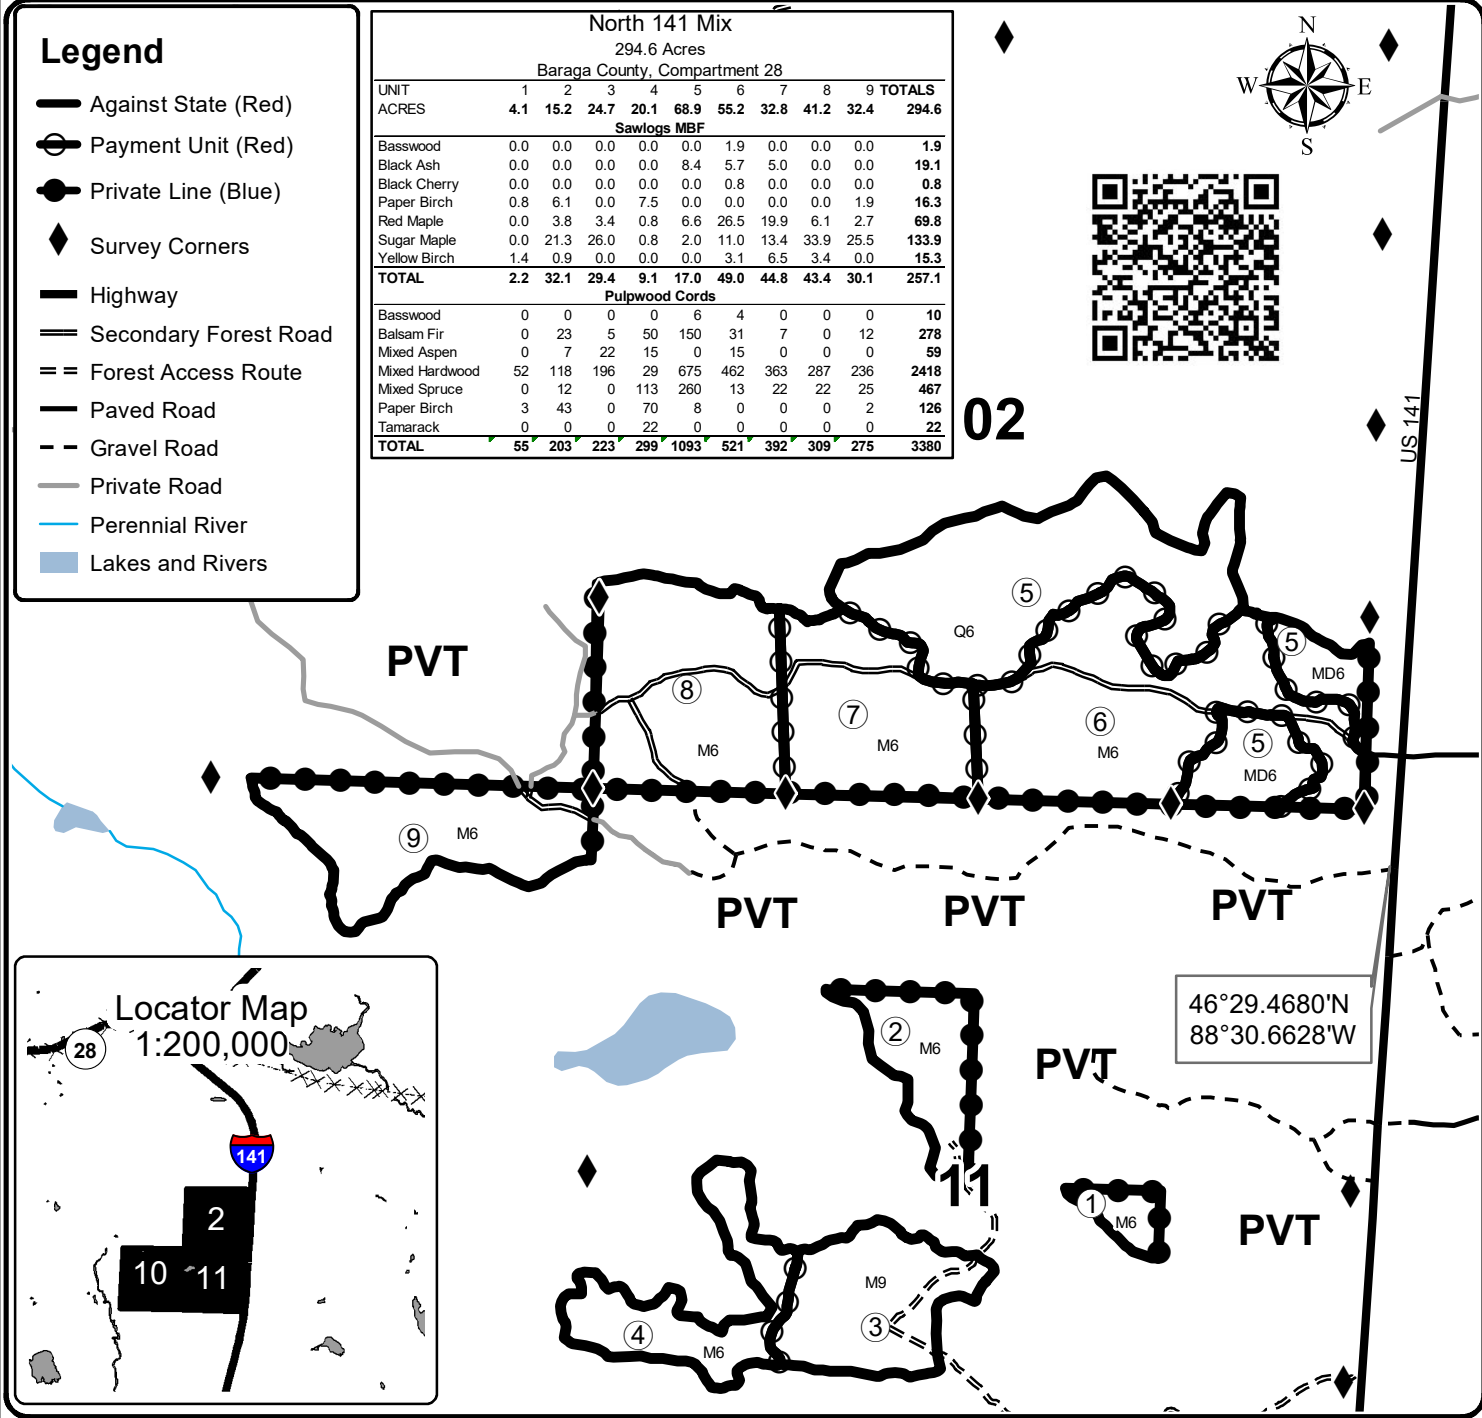 Legend
Against State (Red)
Payment Unit (Red)
Private Line (Blue)
Survey Corners
Highway
Secondary Forest Road
Forest Access Route
Paved Road
Gravel Road
Private Road
Perennial River
Lakes and Rivers
North 141 Mix
294.6 Acres
Baraga County, Compartment 28
UNIT 1 2 3 4 5 6 7 8 9 TOTALS
ACRES 4.1 15.2 24.7 20.1 68.9 55.2 32.8 41.2 32.4 294.6
Sawlogs MBF
Basswood 0.0 0.0 0.0 0.0 0.0 1.9 0.0 0.0 0.0 1.9
Black Ash 0.0 0.0 0.0 0.0 8.4 5.7 5.0 0.0 0.0 19.1
Black Cherry 0.0 0.0 0.0 0.0 0.0 0.8 0.0 0.0 0.0 0.8
Paper Birch 0.8 6.1 0.0 7.5 0.0 0.0 0.0 0.0 1.9 16.3
Red Maple 0.0 3.8 3.4 0.8 6.6 26.5 19.9 6.1 2.7 69.8
Sugar Maple 0.0 21.3 26.0 0.8 2.0 11.0 13.4 33.9 25.5 133.9
Yellow Birch 1.4 0.9 0.0 0.0 0.0 3.1 6.5 3.4 0.0 15.3
TOTAL 2.2 32.1 29.4 9.1 17.0 49.0 44.8 43.4 30.1 257.1
Pulpwood Cords
Basswood 0 0 0 0 6 4 0 0 0 10
Balsam Fir 0 23 5 50 150 31 7 0 12 278
Mixed Aspen 0 7 22 15 0 15 0 0 0 59
Mixed Hardwood 52 118 196 29 675 462 363 287 236 2418
Mixed Spruce 0 12 0 113 260 13 22 22 25 467
Paper Birch 3 43 0 70 8 0 0 0 2 126
Tamarack 0 0 0 22 0 0 0 0 0 22
TOTAL 55 203 223 299 1093 521 392 309 275 3380
N
W E
S
02
US 141
PVT
5
Q6
5
MD6
8
M6
7
M6
6
M6
5
MD6
9
M6
PVT
PVT
PVT
46°29.4680'N
88°30.6628'W
2
M6
PVT
11
1
M6
PVT
M9
3
4
M6
Locator Map
1:200,000
28
141
2
10
11